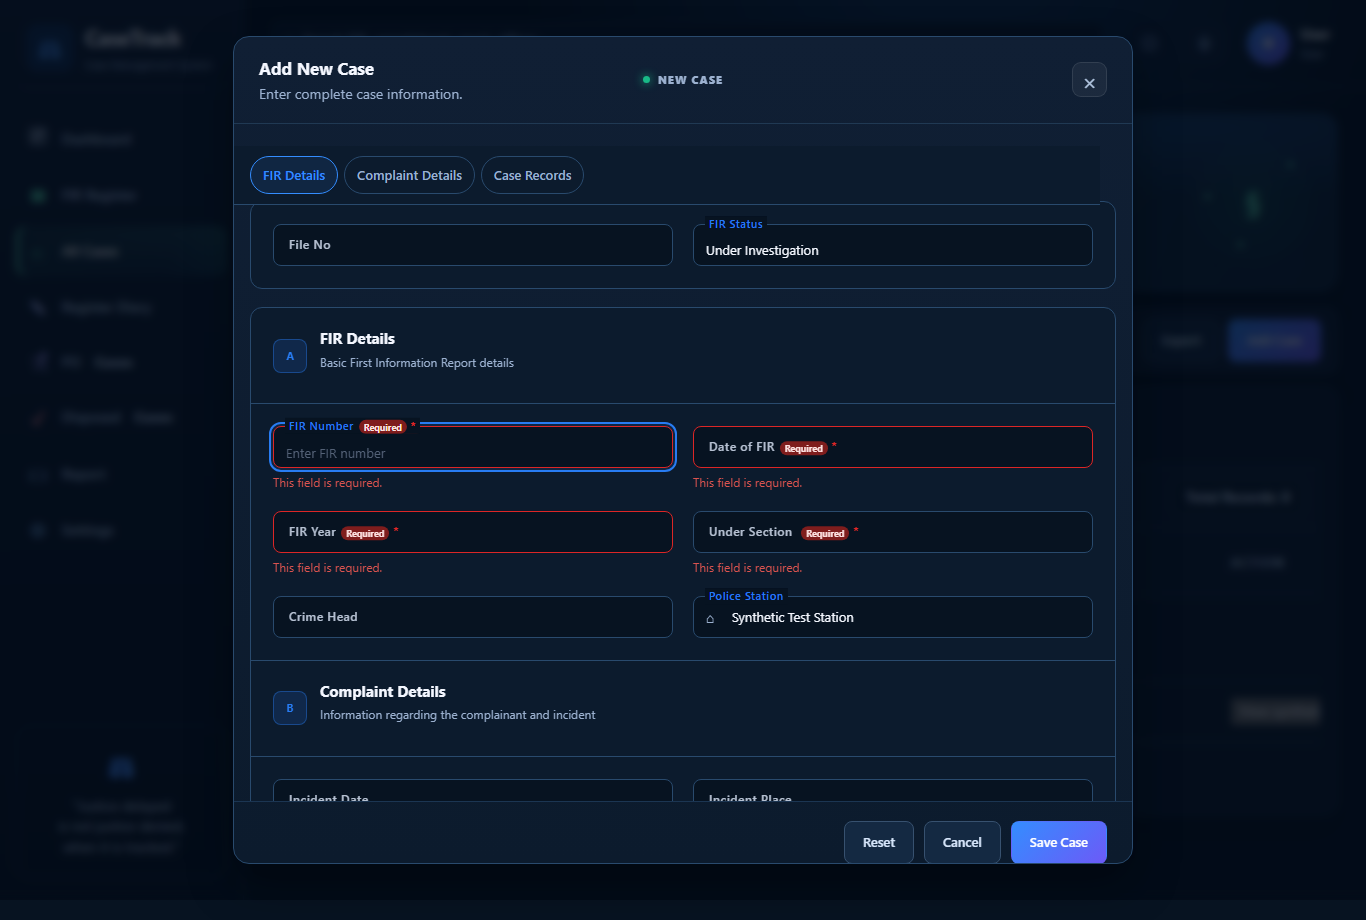 Add New Case
Enter complete case information.
NEW CASE
×
FIR Details
Complaint Details
Case Records
File No
FIR Status
Under Investigation
A
FIR Details
Basic First Information Report details
FIR Number Required *
Enter FIR number
This field is required.
Date of FIR Required *
This field is required.
FIR Year Required *
This field is required.
Under Section Required *
This field is required.
Crime Head
Police Station
Synthetic Test Station
B
Complaint Details
Information regarding the complainant and incident
Incident Date
Incident Place
Reset
Cancel
Save Case
CaseTrack
Dashboard
Settings